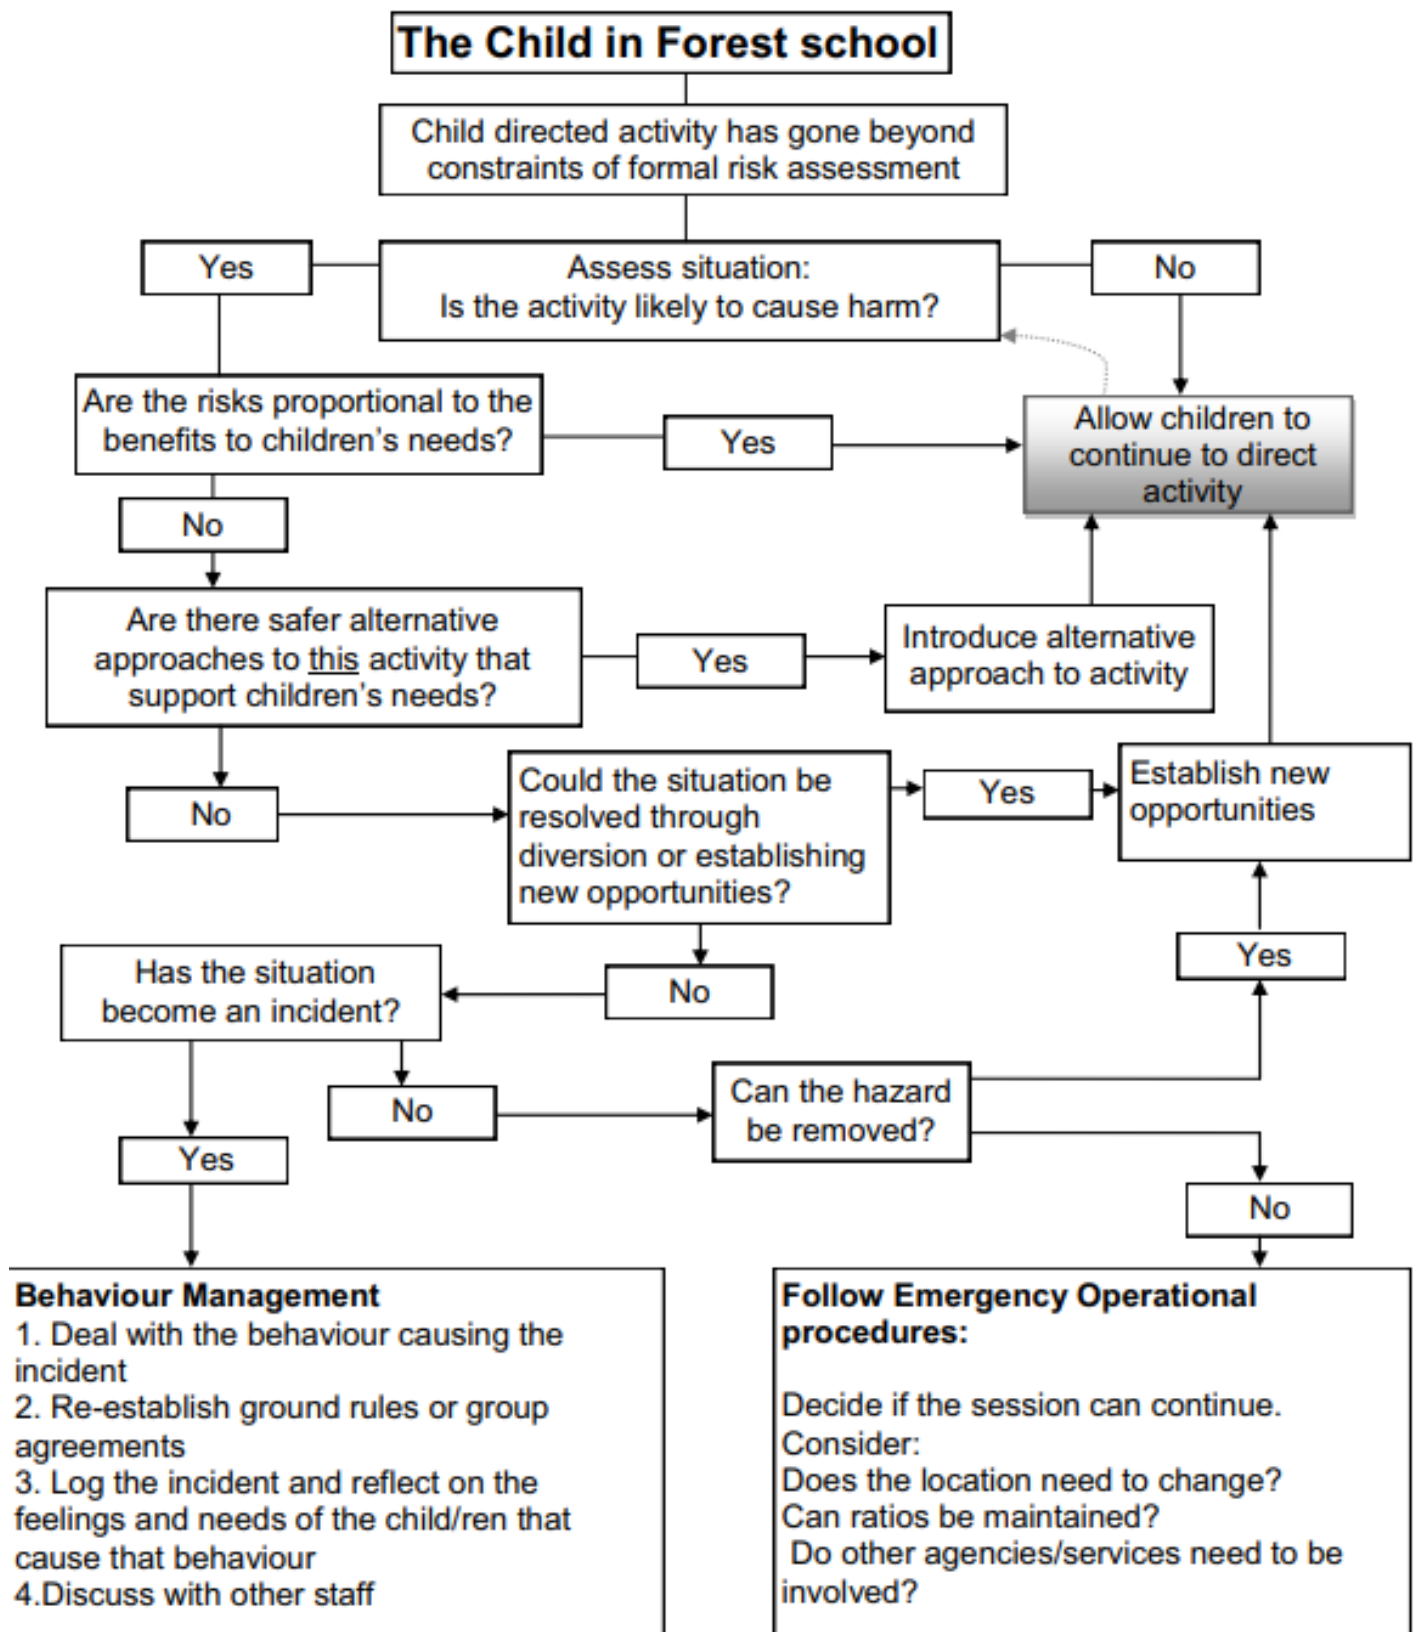 The Child in Forest school
Child directed activity has gone beyond
constraints of formal risk assessment
Yes
Assess situation:
Is the activity likely to cause harm?
No
Are the risks proportional to the
benefits to children's needs?
Yes
Allow children to
continue to direct
activity
No
Are there safer alternative
approaches to this activity that
support children's needs?
Yes
Introduce alternative
approach to activity
No
Could the situation be
resolved through
diversion or establishing
new opportunities?
Yes
Establish new
opportunities
Has the situation
become an incident?
No
Yes
No
Can the hazard
be removed?
Yes
No
Behaviour Management
1. Deal with the behaviour causing the
incident
2. Re-establish ground rules or group
agreements
3. Log the incident and reflect on the
feelings and needs of the child/ren that
cause that behaviour
4.Discuss with other staff
Follow Emergency Operational
procedures:
Decide if the session can continue.
Consider:
Does the location need to change?
Can ratios be maintained?
Do other agencies/services need to be
involved?